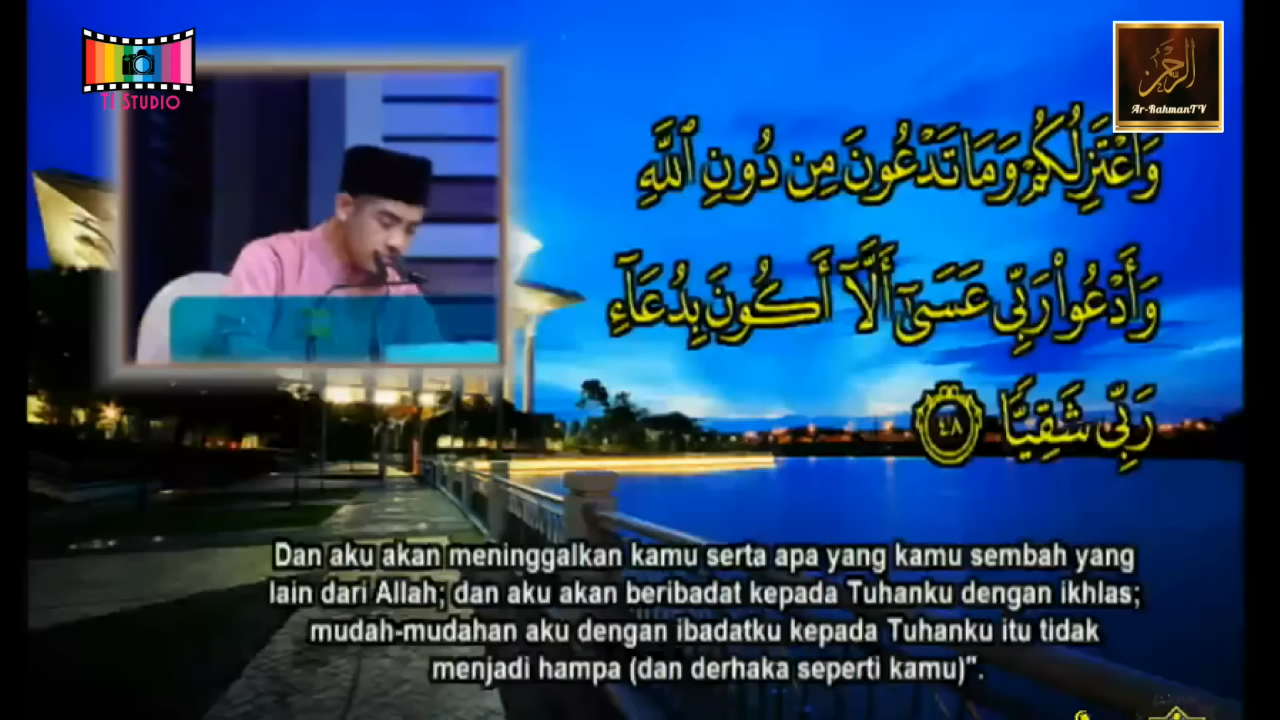 TI STUDIO
الرحمن
Ar-RahmanTV
وَأَعْتَزِلُكُمْ وَمَا تَدْعُونَ مِن دُونِ ٱللَّهِ
وَأَدْعُوا۟ رَبِّى عَسَىٰٓ أَلَّآ أَكُونَ بِدُعَآءِ
رَبِّى شَقِيًّا ٤٨
Dan aku akan meninggalkan kamu serta apa yang kamu sembah yang
lain dari Allah; dan aku akan beribadat kepada Tuhanku dengan ikhlas;
mudah-mudahan aku dengan ibadatku kepada Tuhanku itu tidak
menjadi hampa (dan derhaka seperti kamu)".